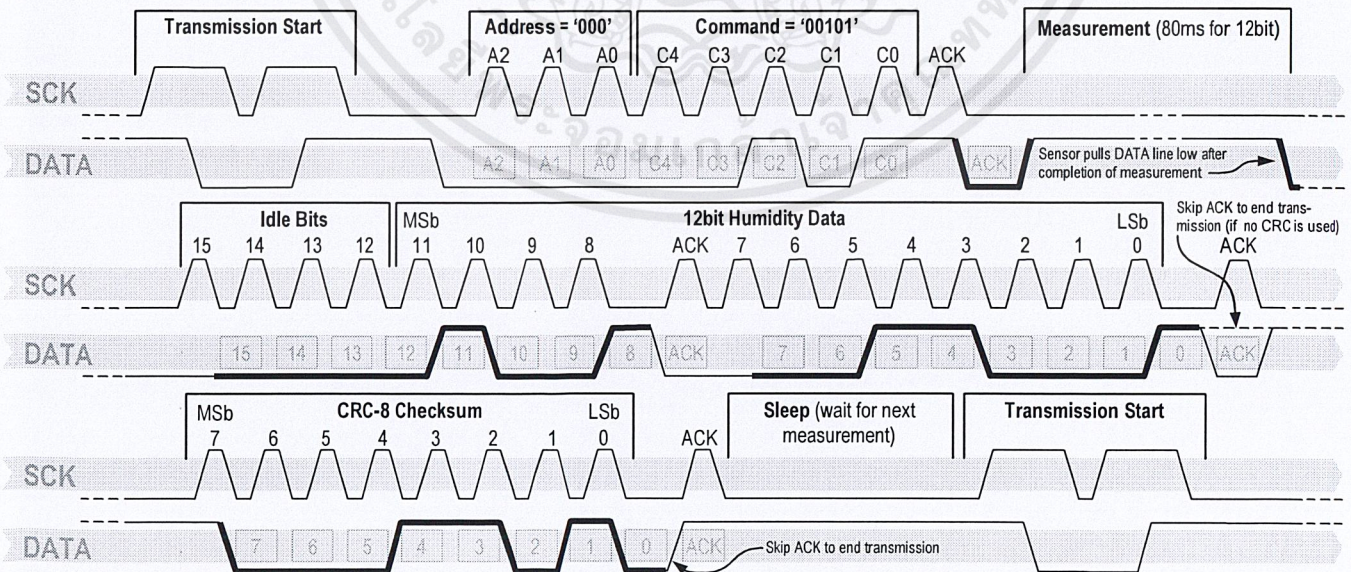 Transmission Start Address = '000' Command = '00101' Measurement (80ms for 12bit)
A2 A1 A0 C4 C3 C2 C1 C0 ACK
SCK
DATA A2 A1 A0 C4 C3 C2 C1 C0 ACK
Sensor pulls DATA line low after
completion of measurement
Skip ACK to end trans-
mission (if no CRC is used)
Idle Bits MSb 12bit Humidity Data LSb
15 14 13 12 11 10 9 8 ACK 7 6 5 4 3 2 1 0 ACK
SCK
DATA 15 14 13 12 11 10 9 8 ACK 7 6 5 4 3 2 1 0 ACK
MSb CRC-8 Checksum LSb Sleep (wait for next Transmission Start
measurement)
7 6 5 4 3 2 1 0 ACK
SCK
DATA 7 6 5 4 3 2 1 0 ACK
Skip ACK to end transmission